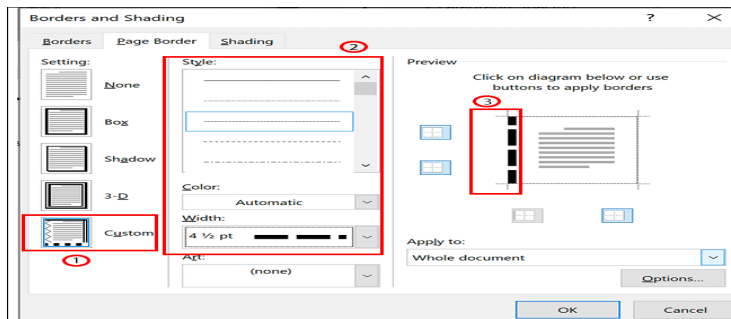 Borders and Shading ? ✕
Borders Page Border Shading
2
Setting: Style: Preview
None
Click on diagram below or use
buttons to apply borders
3
Box
Shadow
3-D
Color:
Automatic
Width:
Custom
4 ½ pt
1
Apply to:
Whole document
Art:
(none)
Options...
OK Cancel